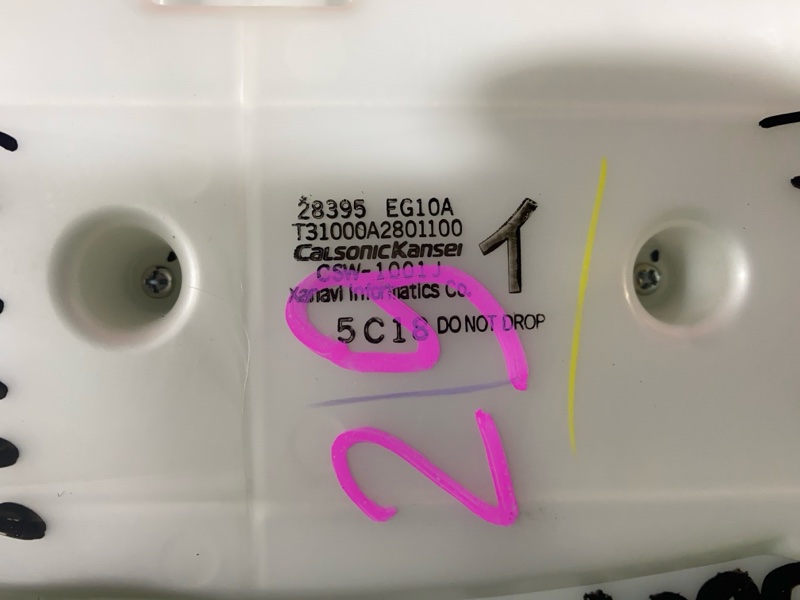 28395 EG10A
T31000A2801100
CalsonicKansei
CSW-1001J
Xanavi Informatics Co.
5C18 DO NOT DROP
1